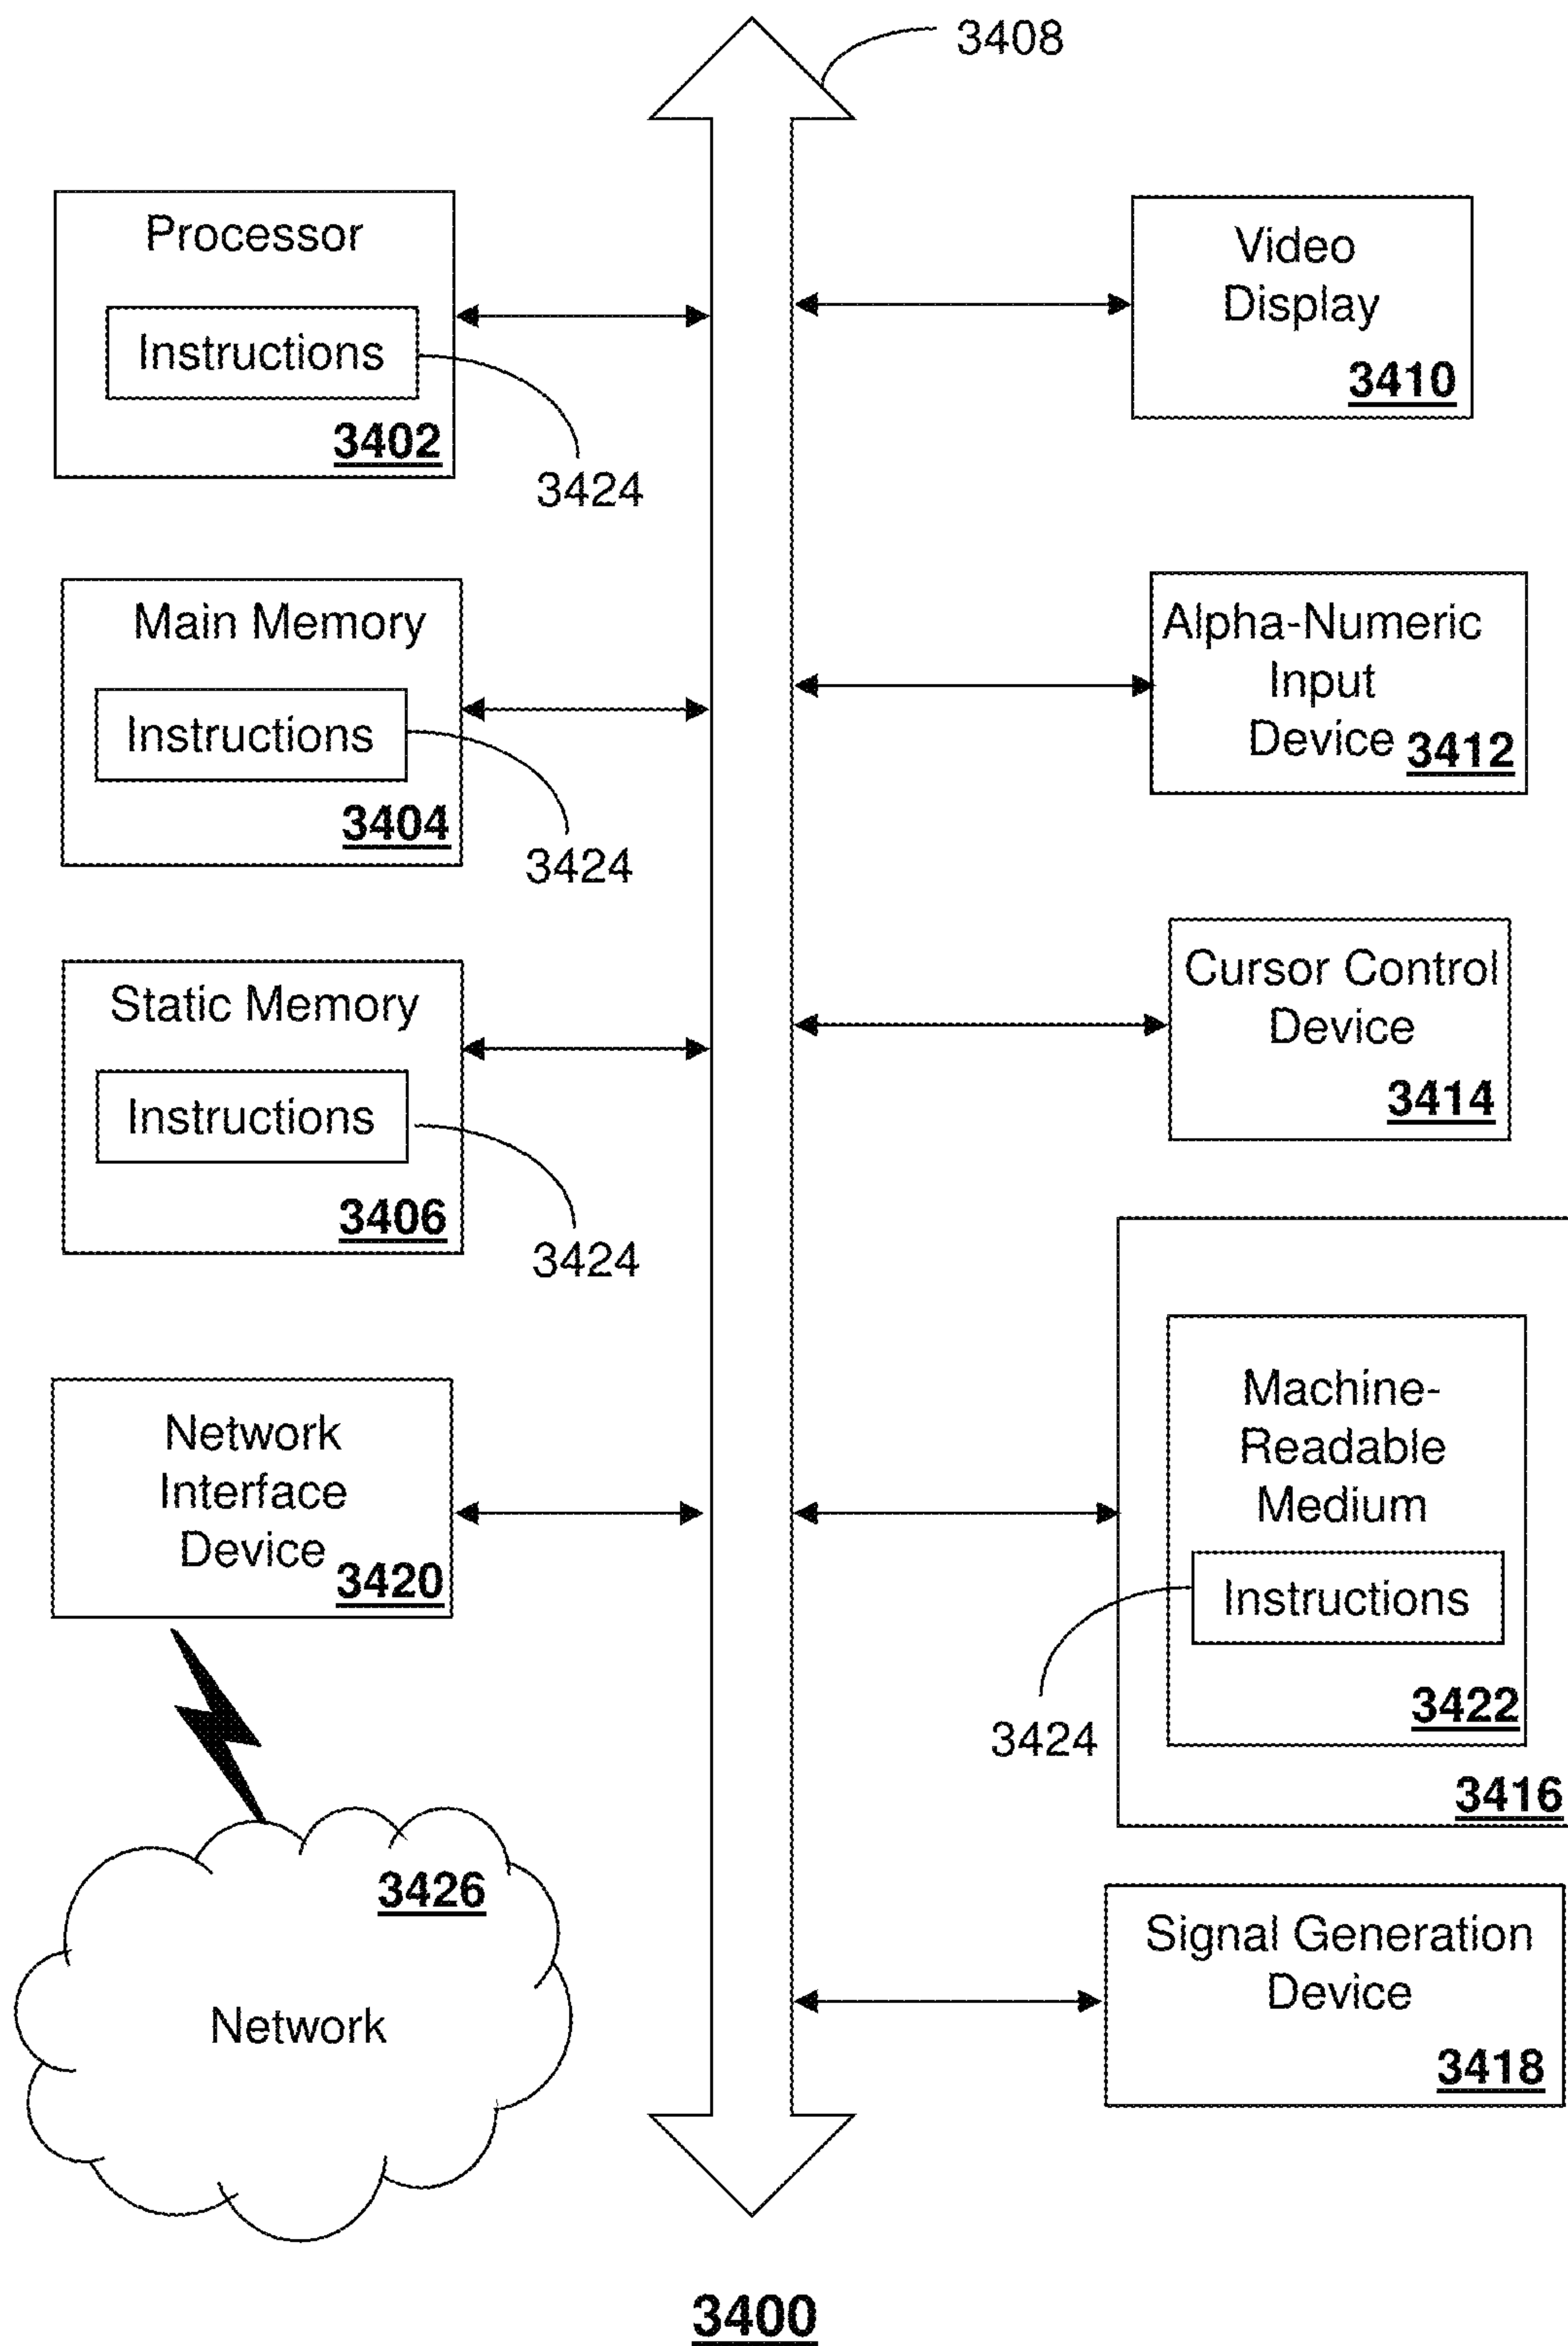 3408
Processor
Instructions
3402
3424
Main Memory
Instructions
3404
3424
Static Memory
Instructions
3406
3424
Network
Interface
Device
3420
3426
Network
Video
Display
3410
Alpha-Numeric
Input
Device 3412
Cursor Control
Device
3414
Machine-
Readable
Medium
Instructions
3424
3422
3416
Signal Generation
Device
3418
3400